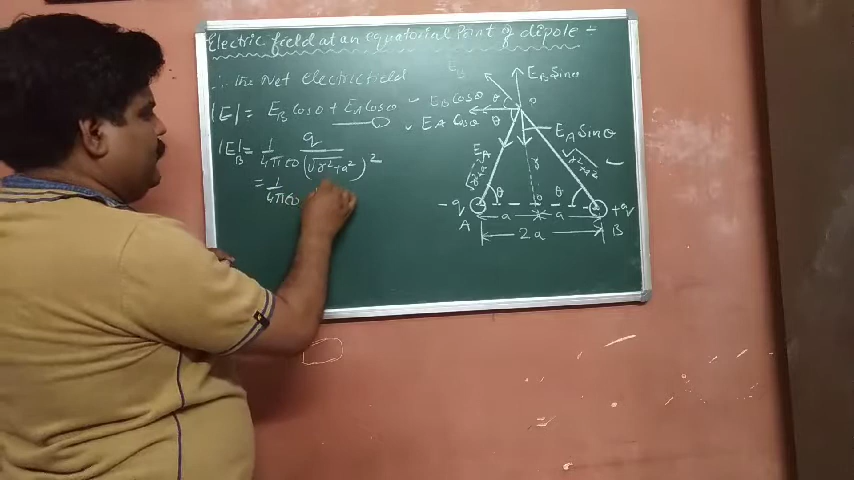 Electric field at an equatorial Point of dipole ÷
∴ the Net electric field
|E| = E_B cosθ + E_A cosθ
|E|_B = 1/4πε0 q/(√r²+a²)²
= 1/4πε0
E_B
E_B sinθ
E_B cosθ θ P
E_A cosθ θ
E_A sinθ
E_A
r
√r²+a²
θ θ
-q a o a +q
A 2a B